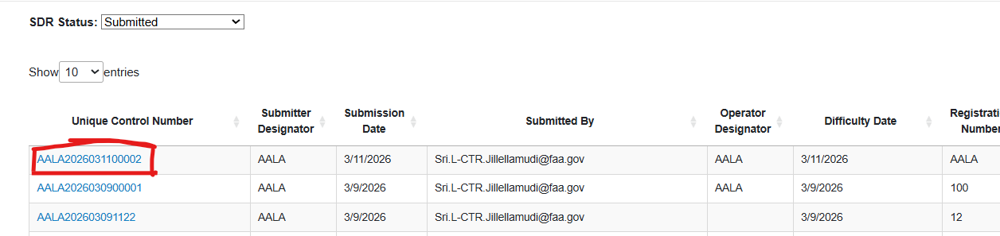 SDR Status: Submitted
Show 10 entries
Unique Control Number Submitter Designator Submission Date Submitted By Operator Designator Difficulty Date Registrati Number
AALA2026031100002 AALA 3/11/2026 Sri.L-CTR.Jillellamudi@faa.gov AALA 3/11/2026 AALA
AALA2026030900001 AALA 3/9/2026 Sri.L-CTR.Jillellamudi@faa.gov AALA 3/9/2026 100
AALA202603091122 AALA 3/9/2026 Sri.L-CTR.Jillellamudi@faa.gov 3/9/2026 12